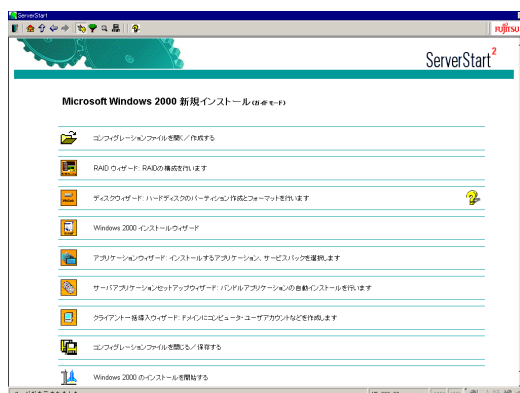 ServerStart
FUJITSU
ServerStart2
Microsoft Windows 2000 新規インストール(ガイドモード)
コンフィグレーションファイルを開く／作成する
RAID ウィザード: RAIDの構成を行います
ディスクウィザード: ハードディスクのパーティション作成とフォーマットを行います
Windows 2000 インストールウィザード
アプリケーションウィザード: インストールするアプリケーション、サービスパックを選択します
サーバアプリケーションセットアップウィザード: バンドルアプリケーションの自動インストールを行います
クライアント一括導入ウィザード: ドメインにコンピュータ・ユーザアカウントなどを作成します
コンフィグレーションファイルを閉じる／保存する
Windows 2000 のインストールを開始する